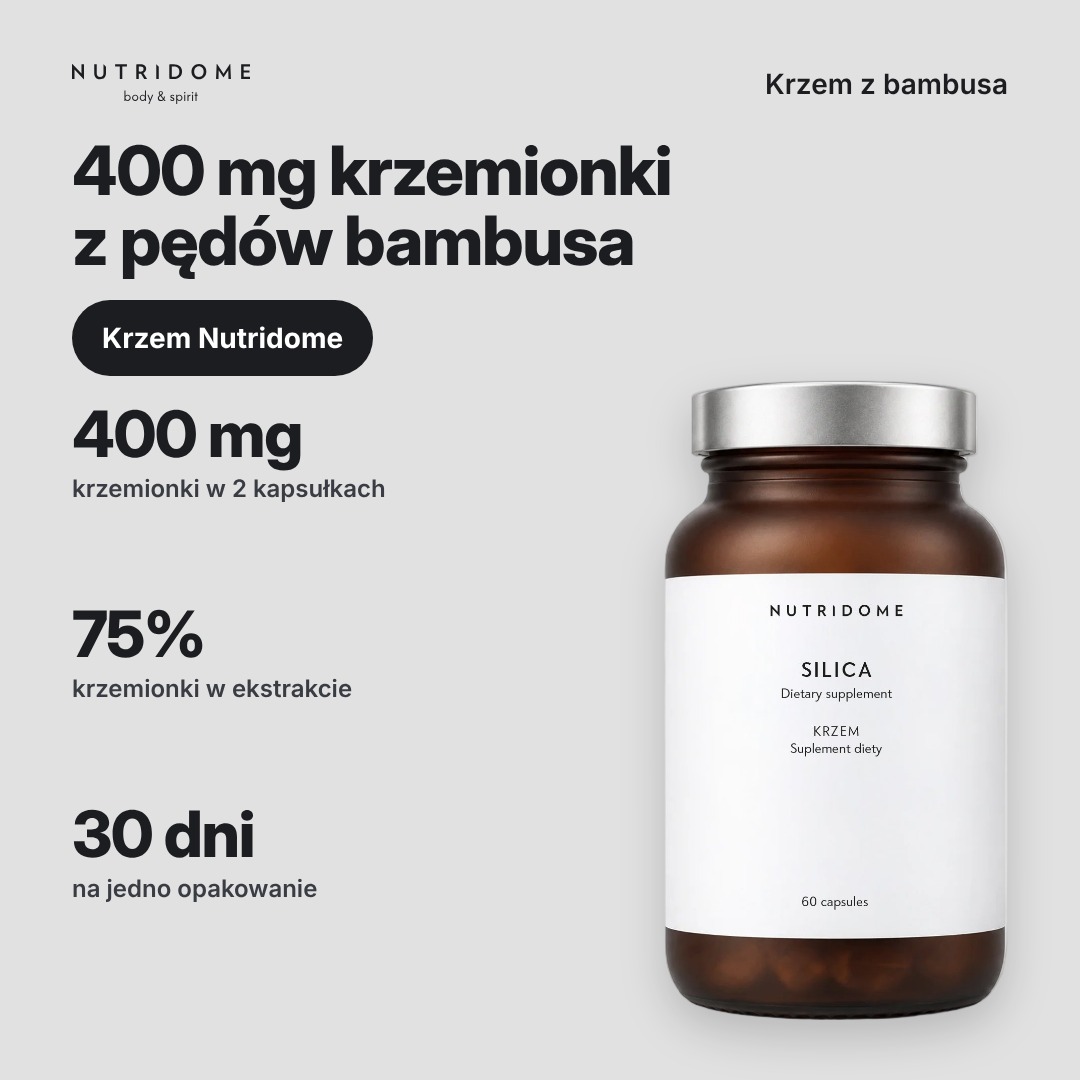 NUTRIDOME
body & spirit
Krzem z bambusa
400 mg krzemionki
z pędów bambusa
Krzem Nutridome
400 mg
krzemionki w 2 kapsułkach
75%
krzemionki w ekstrakcie
30 dni
na jedno opakowanie
NUTRIDOME
SILICA
Dietary supplement
KRZEM
Suplement diety
60 capsules